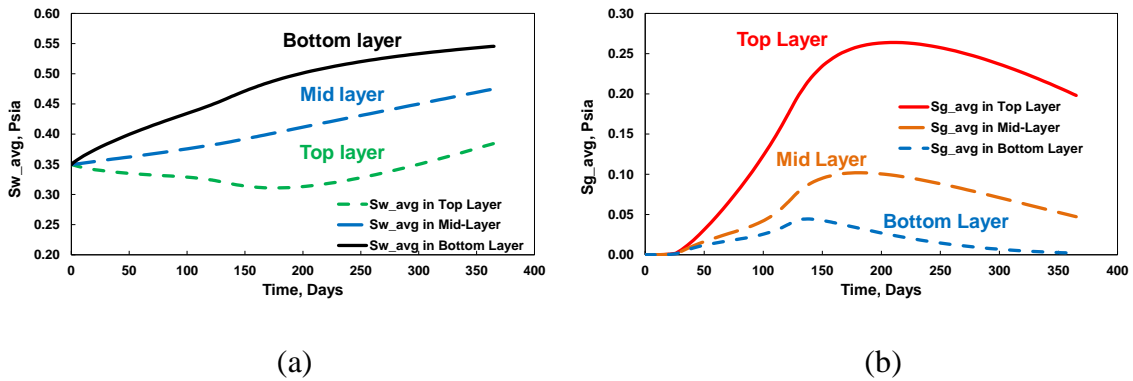 0.60
0.55
0.50
0.45
0.40
0.35
0.30
0.25
0.20
Sw_avg, Psia
Bottom layer
Mid layer
Top layer
Sw_avg in Top Layer
Sw_avg in Mid-Layer
Sw_avg in Bottom Layer
0 50 100 150 200 250 300 350 400
Time, Days
(a)
0.30
0.25
0.20
0.15
0.10
0.05
0.00
Sg_avg, Psia
Top Layer
Sg_avg in Top Layer
Sg_avg in Mid-Layer
Sg_avg in Bottom Layer
Mid Layer
Bottom Layer
0 50 100 150 200 250 300 350 400
Time, Days
(b)